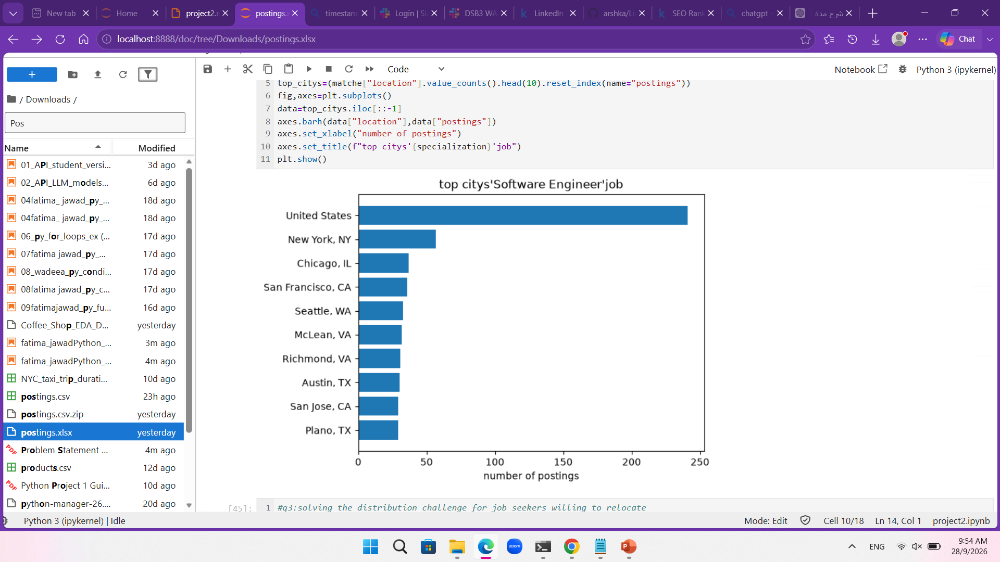 New tab
Home
project2.r
postings.x
timestam
Login | Sl
DSB3 WA
LinkedIn
arshka/Li
SEO Rank
chatgpt -
شرح مدة
localhost:8888/doc/tree/Downloads/postings.xlsx
Chat
Code
Notebook
Python 3 (ipykernel)
/ Downloads /
Pos
Name
Modified
01_API_student_versi... 3d ago
02_API_LLM_models... 6d ago
04fatima_ jawad_py_... 18d ago
04fatima_ jawad_py_... 18d ago
06_py_for_loops_ex (... 17d ago
07fatima jawad_py_... 17d ago
08_wadeea_py_condi... 17d ago
08fatima jawad_py_c... 17d ago
09fatimajawad_py_fu... 16d ago
Coffee_Shop_EDA_D... yesterday
fatima_jawadPython_... 3m ago
fatima_jawadPython_... 4m ago
NYC_taxi_trip_durati... 10d ago
postings.csv 23h ago
postings.csv.zip yesterday
postings.xlsx yesterday
Problem Statement ... 4m ago
products.csv 12d ago
Python Project 1 Gui... 10d ago
python-manager-26.... 20d ago
5 top_citys=(matche["location"].value_counts().head(10).reset_index(name="postings"))
6 fig,axes=plt.subplots()
7 data=top_citys.iloc[::-1]
8 axes.barh(data["location"],data["postings"])
9 axes.set_xlabel("number of postings")
10 axes.set_title(f"top citys'{specialization}'job")
11 plt.show()
top citys'Software Engineer'job
United States
New York, NY
Chicago, IL
San Francisco, CA
Seattle, WA
McLean, VA
Richmond, VA
Austin, TX
San Jose, CA
Plano, TX
0 50 100 150 200 250
number of postings
[45]: 1 #q3:solving the distribution challenge for job seekers willing to relocate
Python 3 (ipykernel) | Idle
Mode: Edit
Cell 10/18
Ln 14, Col 1
project2.ipynb
zoom
ENG
9:54 AM
28/9/2026